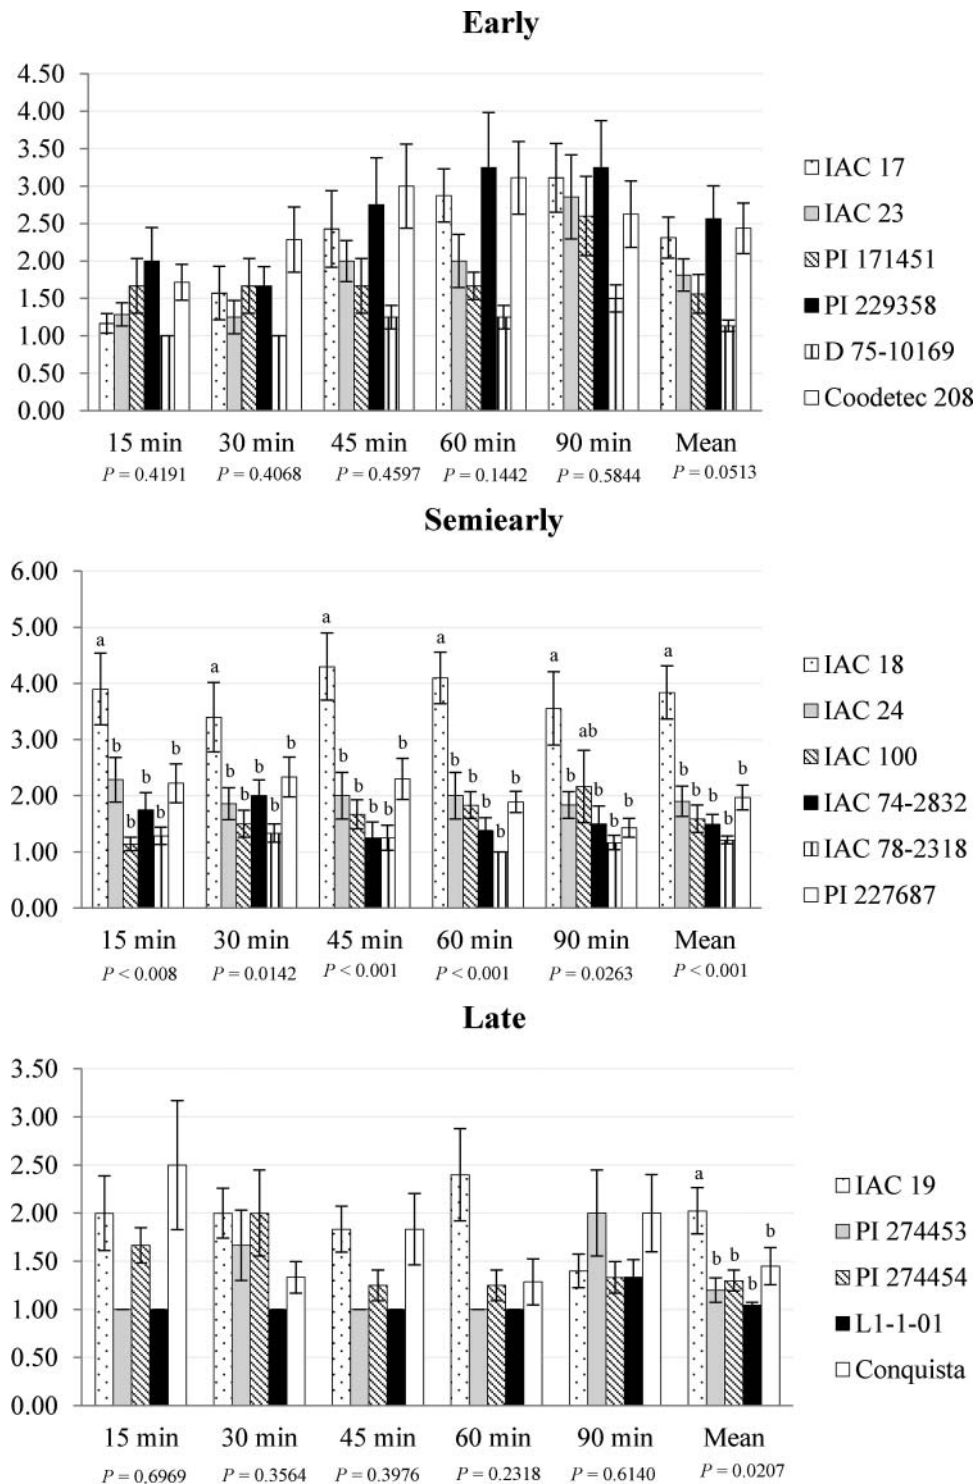 Early
4.50
4.00
3.50
3.00
2.50
2.00
1.50
1.00
0.50
0.00
15 min 30 min 45 min 60 min 90 min Mean
P = 0.4191 P = 0.4068 P = 0.4597 P = 0.1442 P = 0.5844 P = 0.0513
IAC 17
IAC 23
PI 171451
PI 229358
D 75-10169
Coodetec 208
Semiearly
6.00
5.00
4.00
3.00
2.00
1.00
0.00
a b b b b b
a b b b b b
a b b b b b
a b b b b b
a b ab b b b
a b b b b b
15 min 30 min 45 min 60 min 90 min Mean
P < 0.008 P = 0.0142 P < 0.001 P < 0.001 P = 0.0263 P < 0.001
IAC 18
IAC 24
IAC 100
IAC 74-2832
IAC 78-2318
PI 227687
Late
3.50
3.00
2.50
2.00
1.50
1.00
0.50
0.00
a b b b b
15 min 30 min 45 min 60 min 90 min Mean
P = 0.6969 P = 0.3564 P = 0.3976 P = 0.2318 P = 0.6140 P = 0.0207
IAC 19
PI 274453
PI 274454
L1-1-01
Conquista